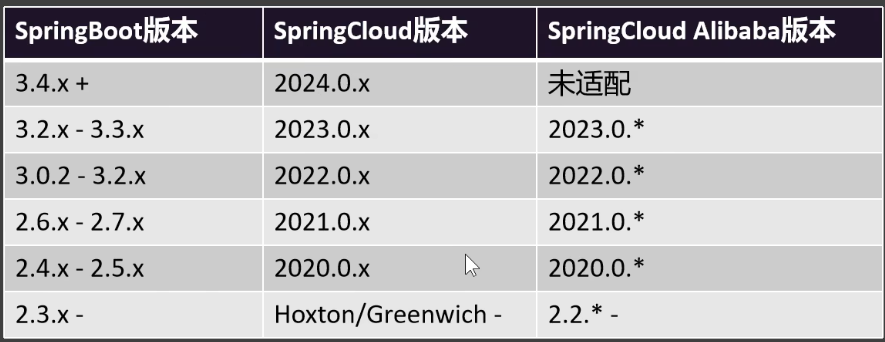 SpringBoot版本 SpringCloud版本 SpringCloud Alibaba版本
3.4.x + 2024.0.x 未适配
3.2.x - 3.3.x 2023.0.x 2023.0.*
3.0.2 - 3.2.x 2022.0.x 2022.0.*
2.6.x - 2.7.x 2021.0.x 2021.0.*
2.4.x - 2.5.x 2020.0.x 2020.0.*
2.3.x - Hoxton/Greenwich - 2.2.* -